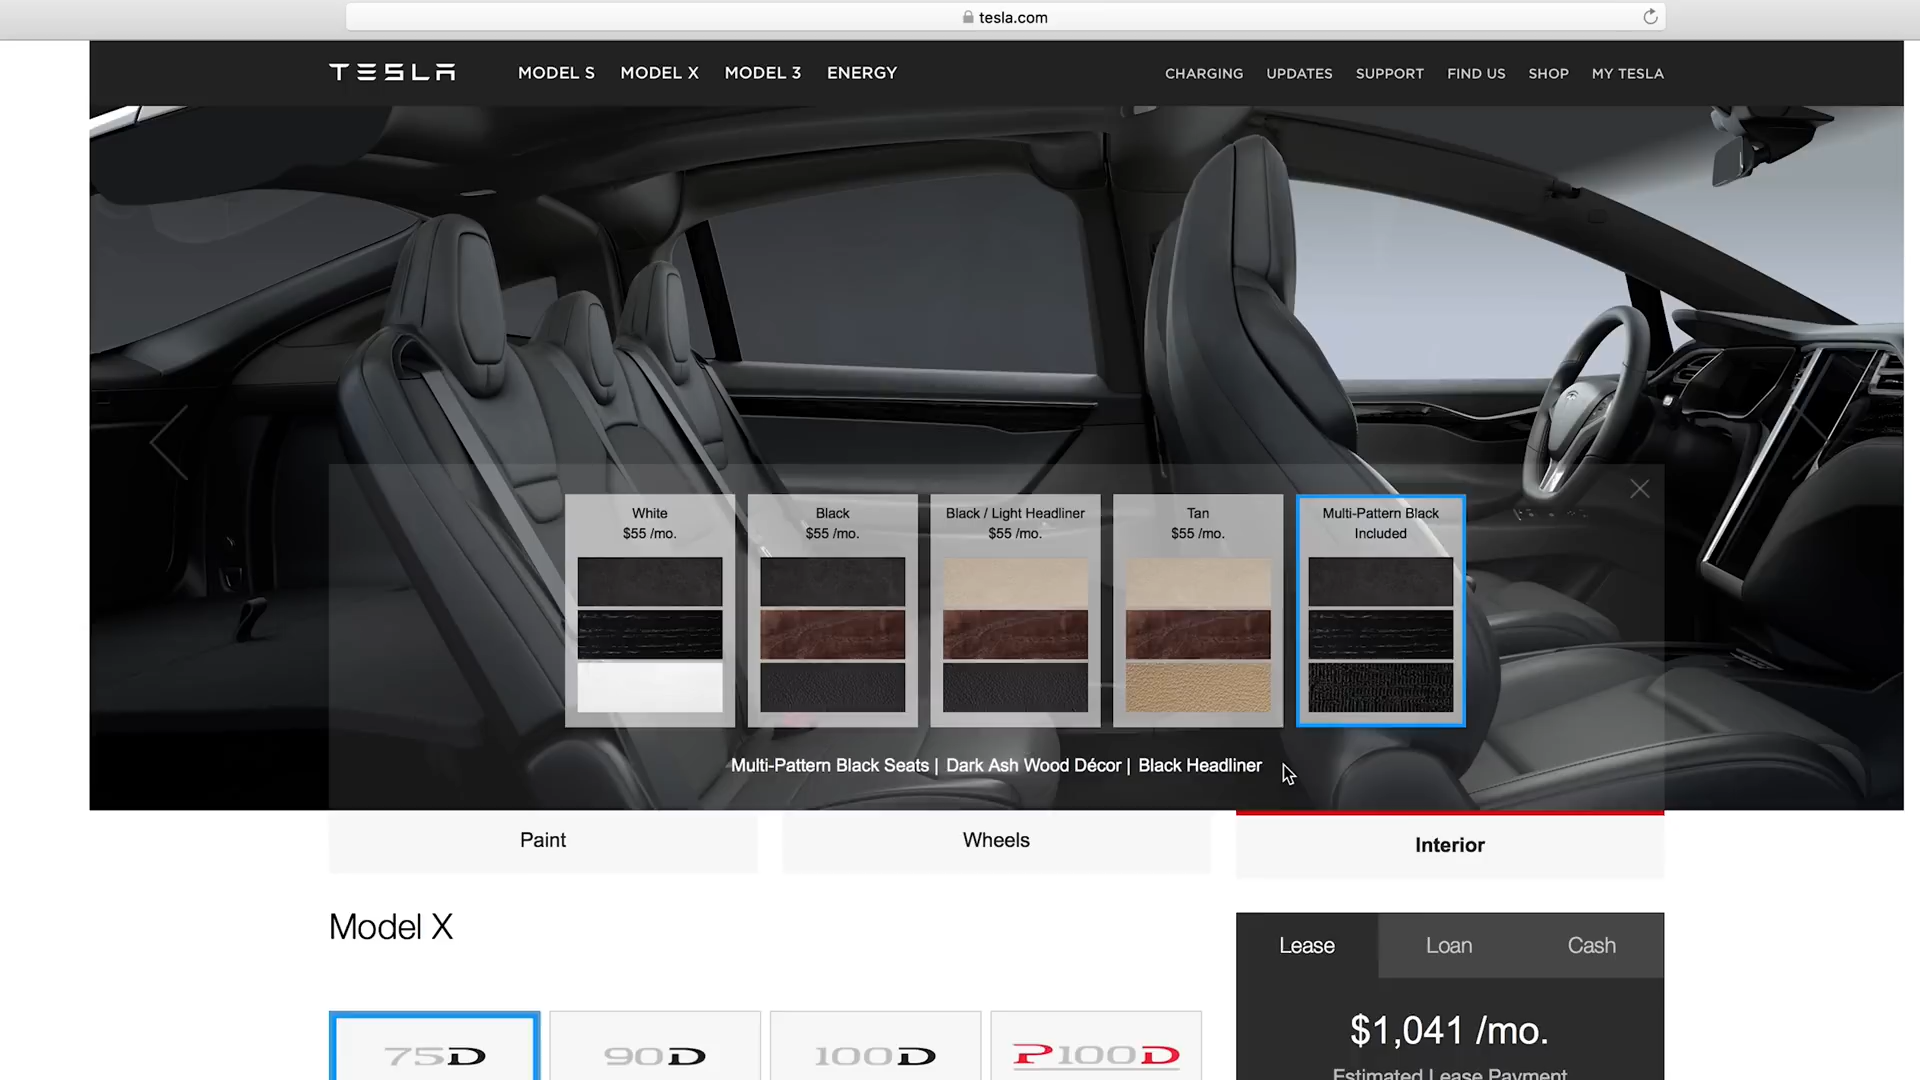 tesla.com
TESLA MODEL S MODEL X MODEL 3 ENERGY CHARGING UPDATES SUPPORT FIND US SHOP MY TESLA
White
$55 /mo.
Black
$55 /mo.
Black / Light Headliner
$55 /mo.
Tan
$55 /mo.
Multi-Pattern Black
Included
Multi-Pattern Black Seats | Dark Ash Wood Décor | Black Headliner
Paint
Wheels
Interior
Model X
Lease Loan Cash
$1,041 /mo.
Estimated Lease Payment
75D
90D
100D
P100D